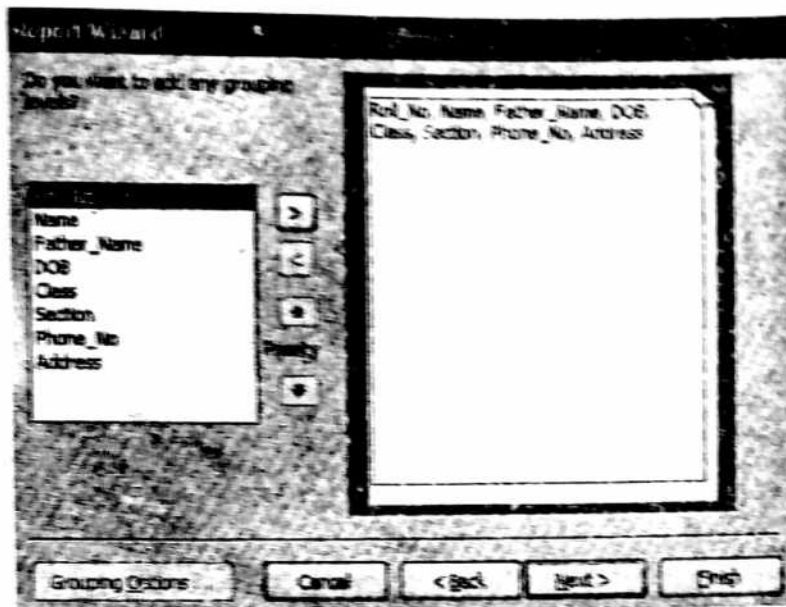 Report Wizard
Do you want to add any grouping
levels?
Roll_No, Name, Father_Name, DOB,
Class, Section, Phone_No, Address
Name
Father_Name
DOB
Class
Section
Phone_No
Address
>
<
Priority
Grouping Options ...
Cancel
< Back
Next >
Finish